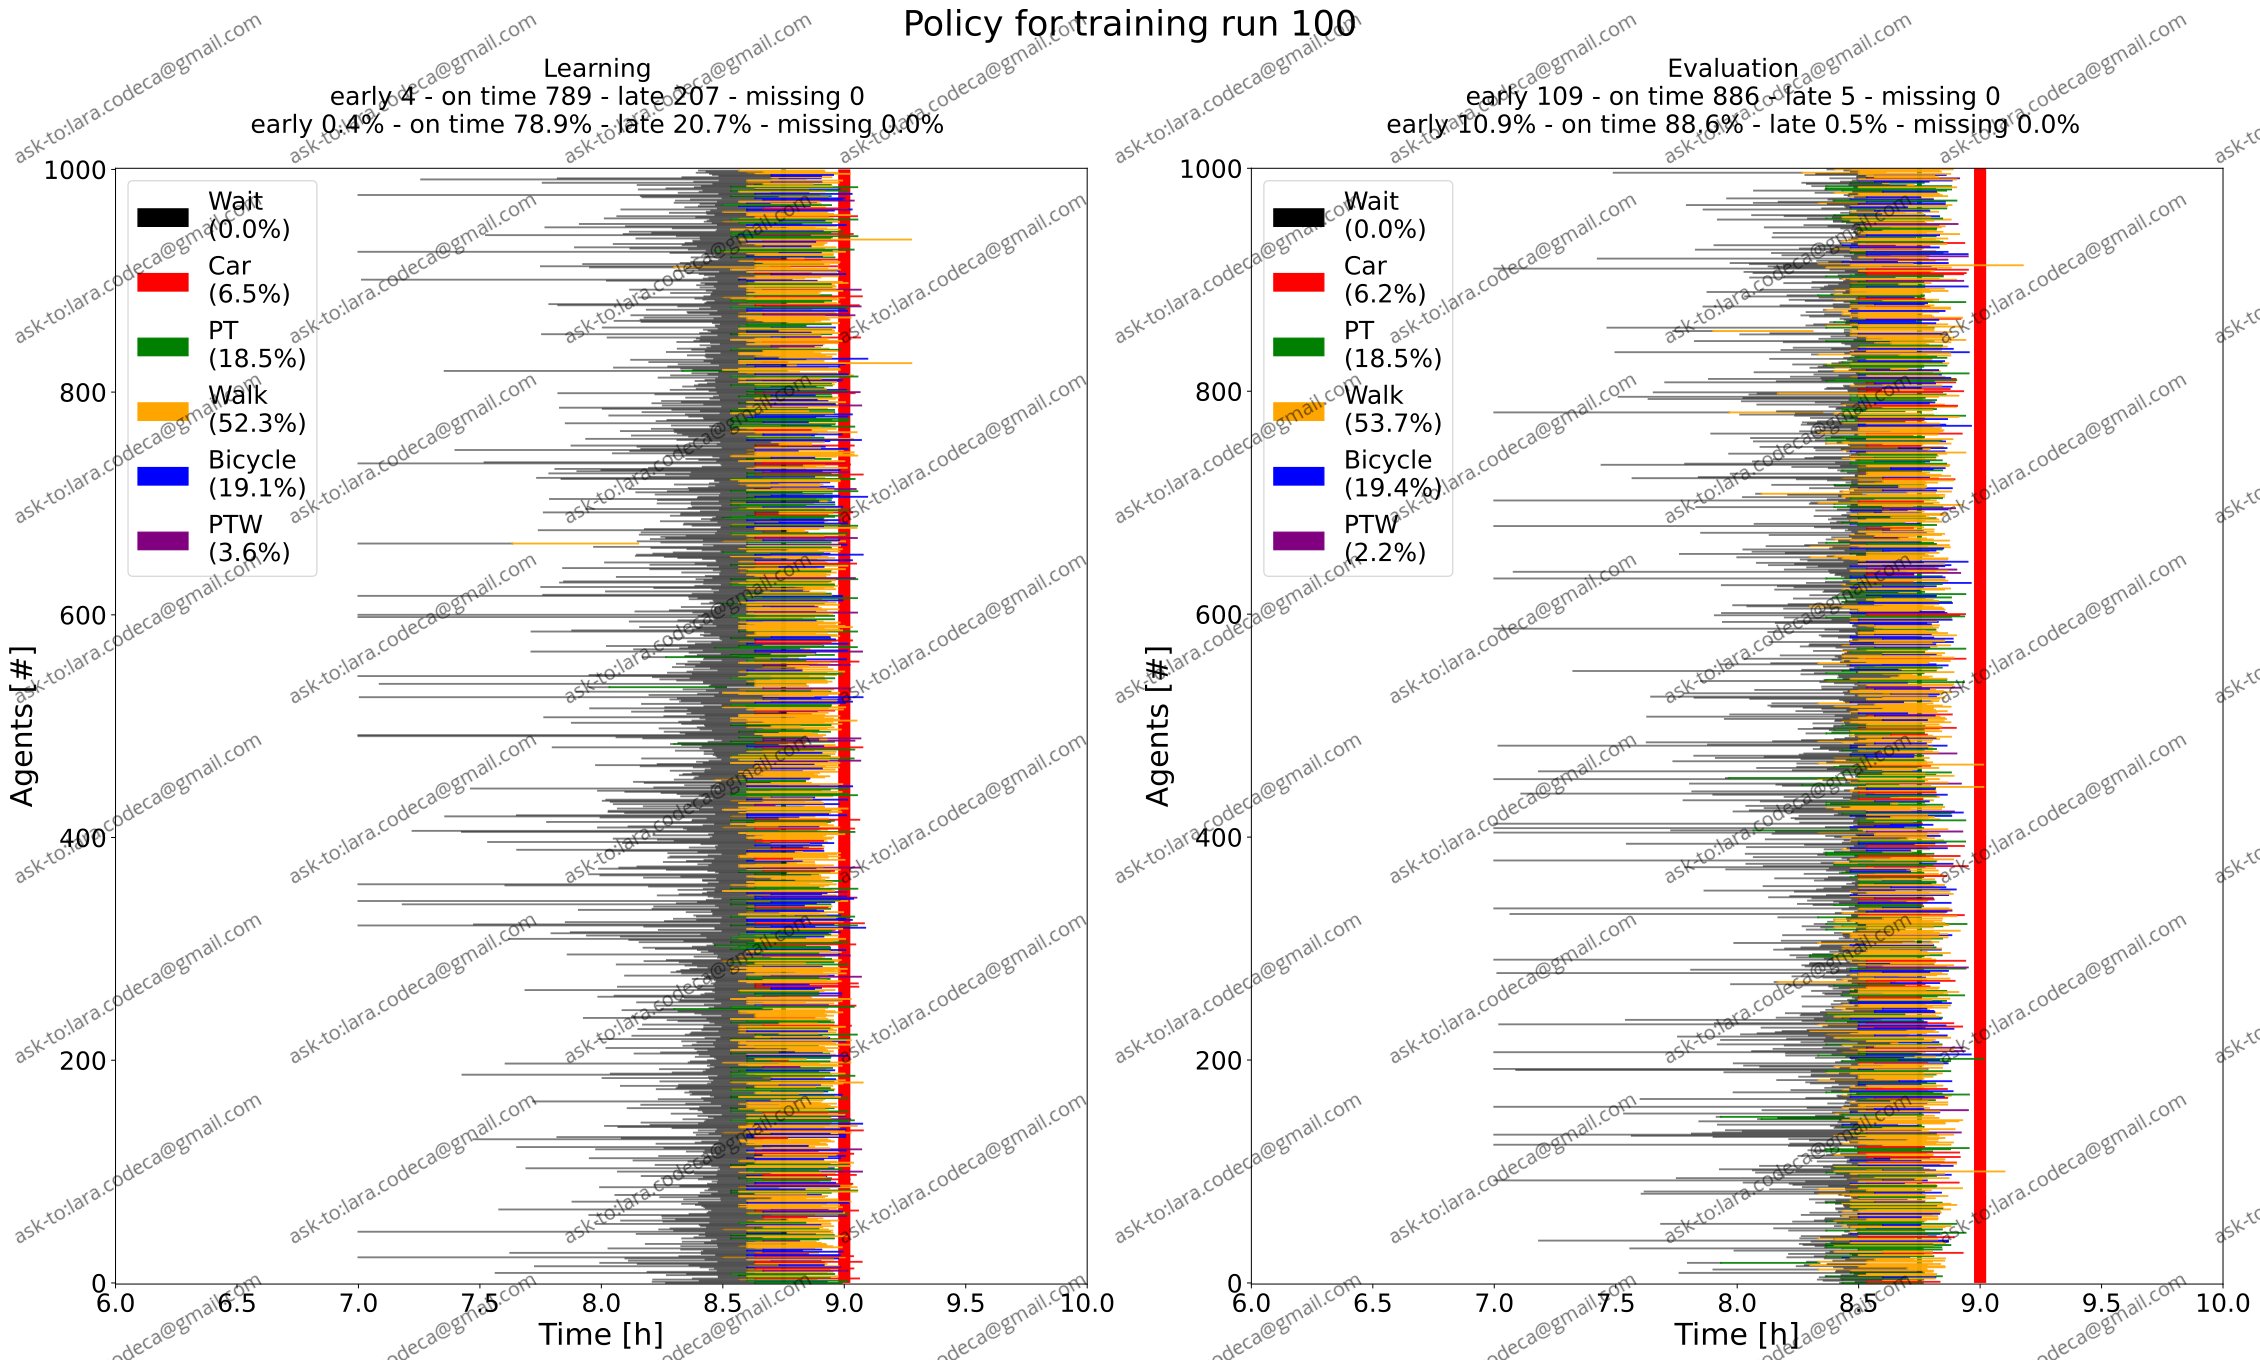 Policy for training run 100
Learning
early 4 - on time 789 - late 207 - missing 0
early 0.4% - on time 78.9% - late 20.7% - missing 0.0%
1000
800
600
400
200
0
Agents [#]
Wait
(0.0%)
Car
(6.5%)
PT
(18.5%)
Walk
(52.3%)
Bicycle
(19.1%)
PTW
(3.6%)
6.0 6.5 7.0 7.5 8.0 8.5 9.0 9.5 10.0
Time [h]
Evaluation
early 109 - on time 886 - late 5 - missing 0
early 10.9% - on time 88.6% - late 0.5% - missing 0.0%
1000
800
600
400
200
0
Agents [#]
Wait
(0.0%)
Car
(6.2%)
PT
(18.5%)
Walk
(53.7%)
Bicycle
(19.4%)
PTW
(2.2%)
6.0 6.5 7.0 7.5 8.0 8.5 9.0 9.5 10.0
Time [h]
ask-to:lara.codeca@gmail.com